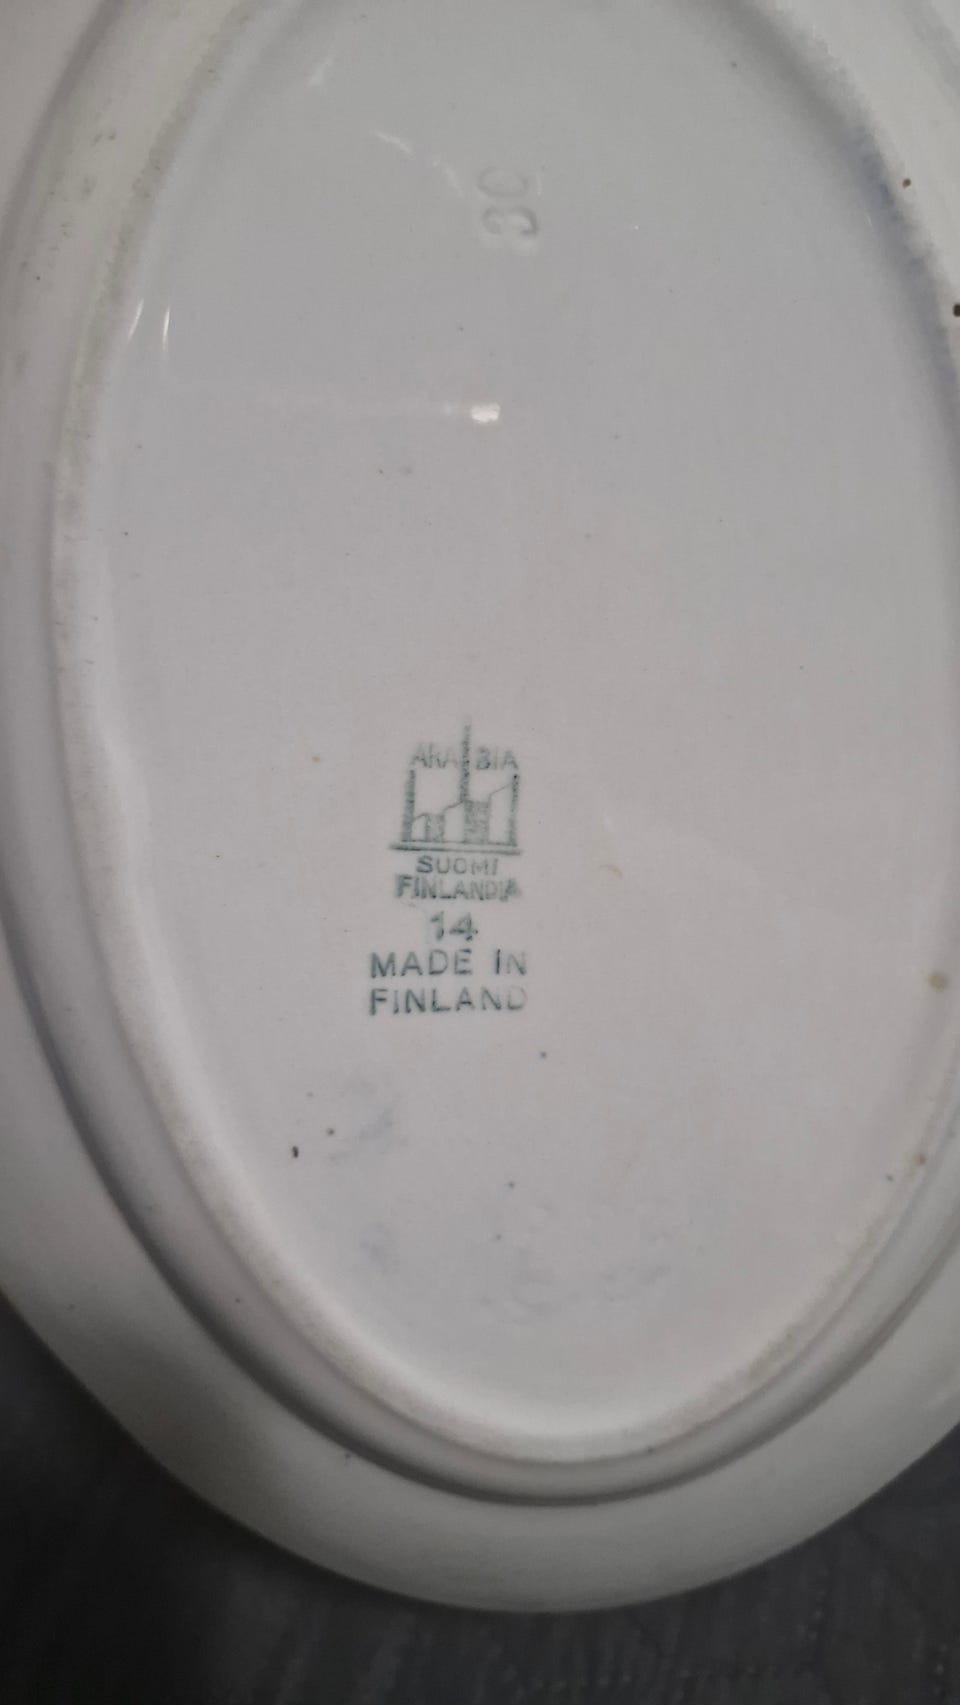 30
ARABIA
SUOMI
FINLANDIA
14
MADE IN
FINLAND